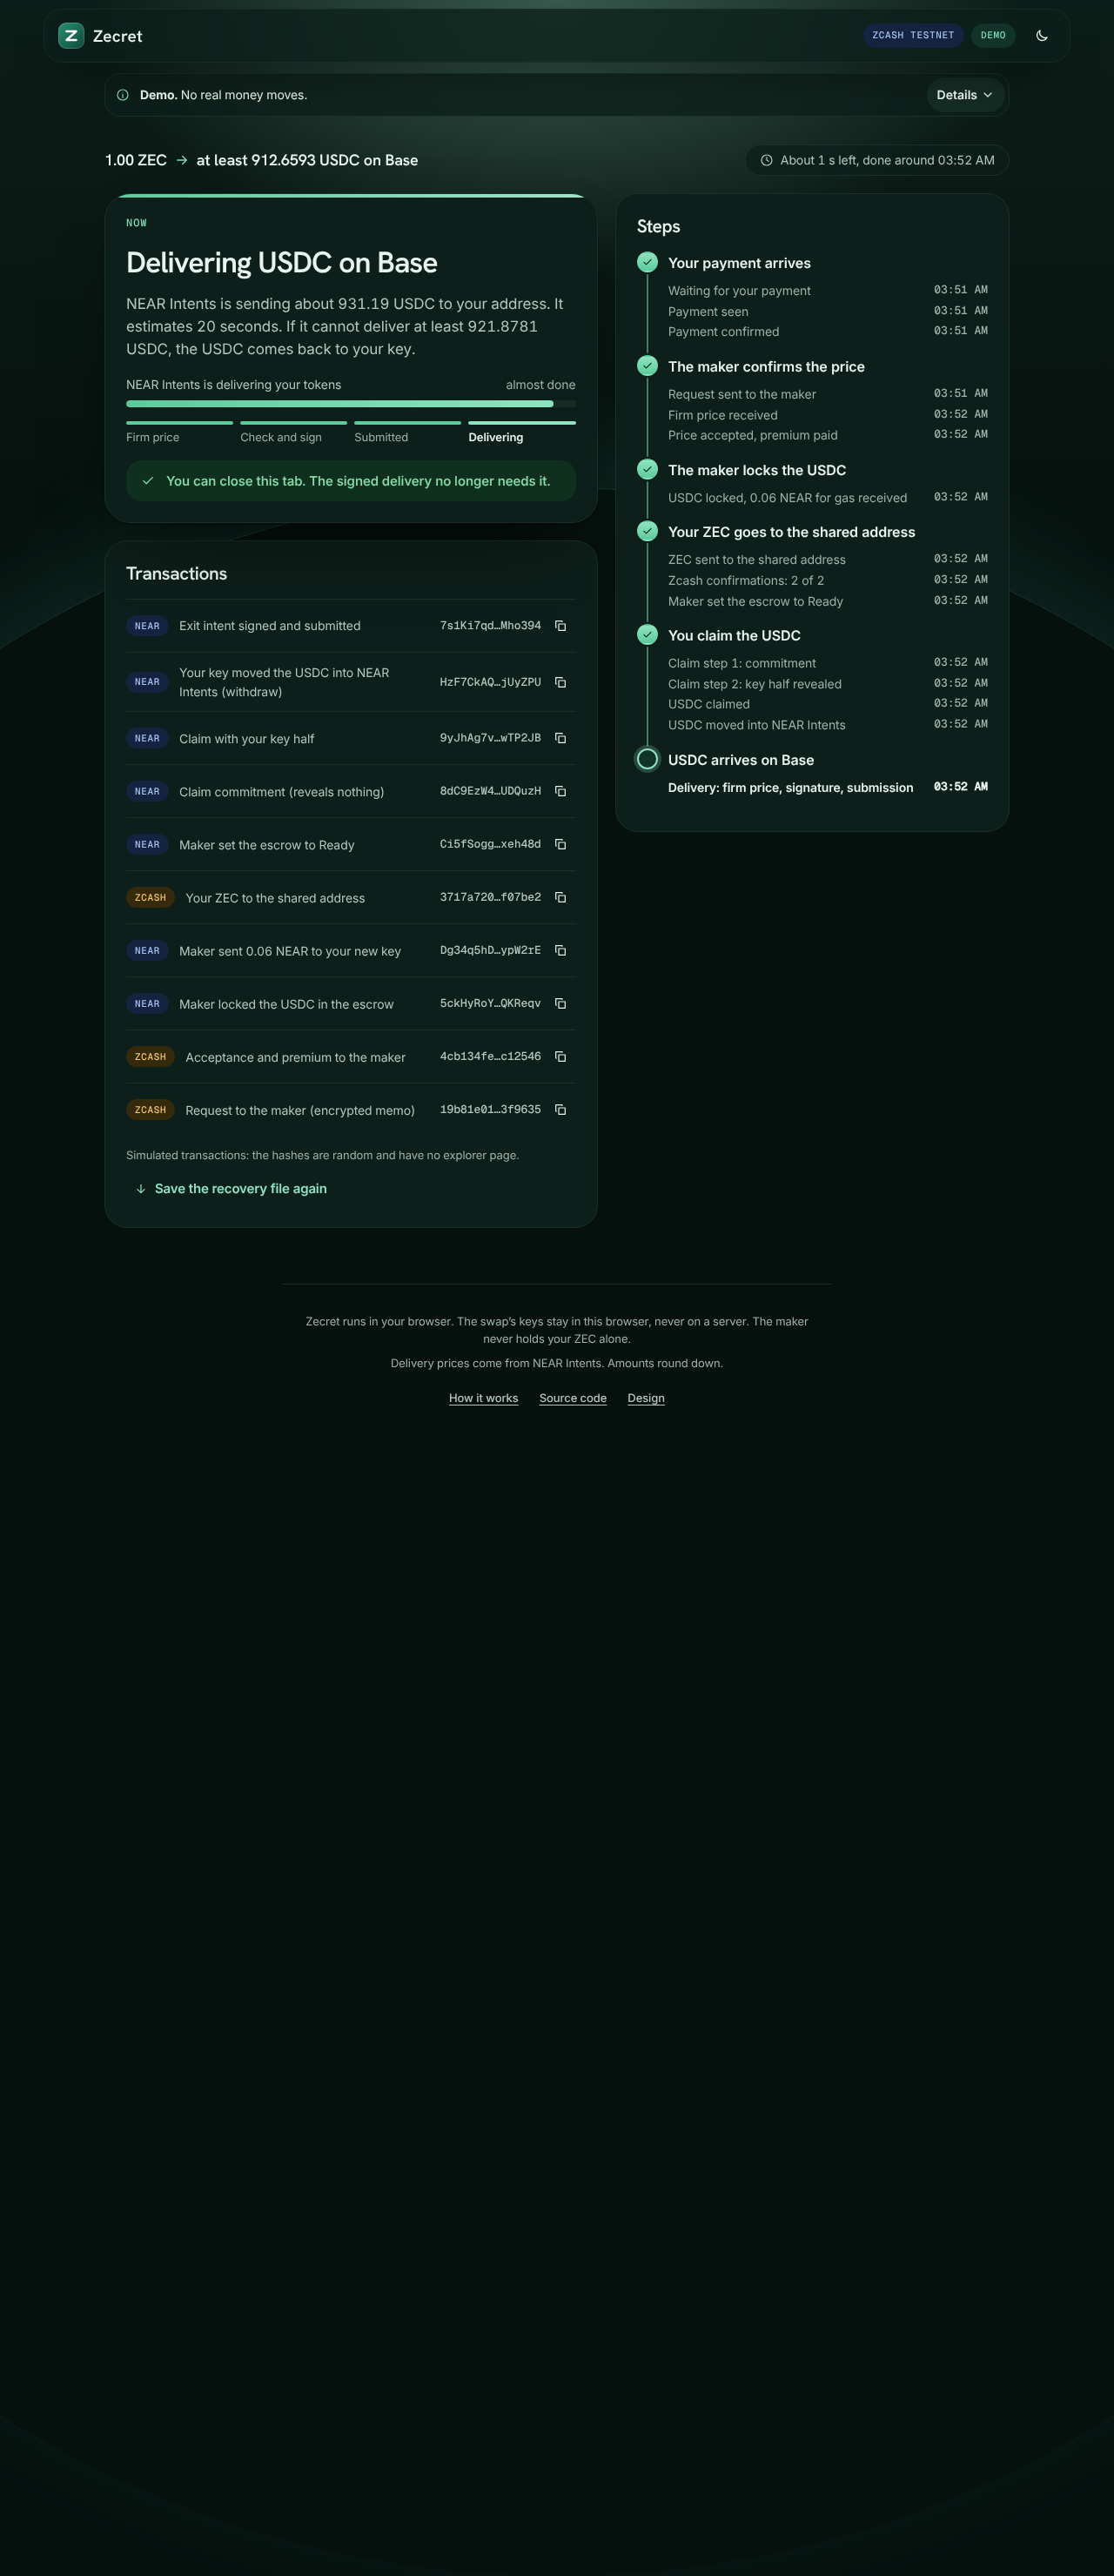 Zecret
ZCASH TESTNET
DEMO
Demo. No real money moves.
Details
1.00 ZEC → at least 912.6593 USDC on Base
About 1 s left, done around 03:52 AM
NOW
Delivering USDC on Base
NEAR Intents is sending about 931.19 USDC to your address. It
estimates 20 seconds. If it cannot deliver at least 921.8781
USDC, the USDC comes back to your key.
NEAR Intents is delivering your tokens
almost done
Firm price
Check and sign
Submitted
Delivering
You can close this tab. The signed delivery no longer needs it.
Transactions
NEAR Exit intent signed and submitted 7s1Ki7qd…Mho394
NEAR Your key moved the USDC into NEAR
Intents (withdraw) HzF7CkAQ…jUyZPU
NEAR Claim with your key half 9yJhAg7v…wTP2JB
NEAR Claim commitment (reveals nothing) 8dC9EzW4…UDQuzH
NEAR Maker set the escrow to Ready Ci5fSogg…xeh48d
ZCASH Your ZEC to the shared address 3717a720…f07be2
NEAR Maker sent 0.06 NEAR to your new key Dg34q5hD…ypW2rE
NEAR Maker locked the USDC in the escrow 5ckHyRoY…QKReqv
ZCASH Acceptance and premium to the maker 4cb134fe…c12546
ZCASH Request to the maker (encrypted memo) 19b81e01…3f9635
Simulated transactions: the hashes are random and have no explorer page.
Save the recovery file again
Steps
Your payment arrives
Waiting for your payment 03:51 AM
Payment seen 03:51 AM
Payment confirmed 03:51 AM
The maker confirms the price
Request sent to the maker 03:51 AM
Firm price received 03:52 AM
Price accepted, premium paid 03:52 AM
The maker locks the USDC
USDC locked, 0.06 NEAR for gas received 03:52 AM
Your ZEC goes to the shared address
ZEC sent to the shared address 03:52 AM
Zcash confirmations: 2 of 2 03:52 AM
Maker set the escrow to Ready 03:52 AM
You claim the USDC
Claim step 1: commitment 03:52 AM
Claim step 2: key half revealed 03:52 AM
USDC claimed 03:52 AM
USDC moved into NEAR Intents 03:52 AM
USDC arrives on Base
Delivery: firm price, signature, submission 03:52 AM
Zecret runs in your browser. The swap’s keys stay in this browser, never on a server. The maker
never holds your ZEC alone.
Delivery prices come from NEAR Intents. Amounts round down.
How it works
Source code
Design